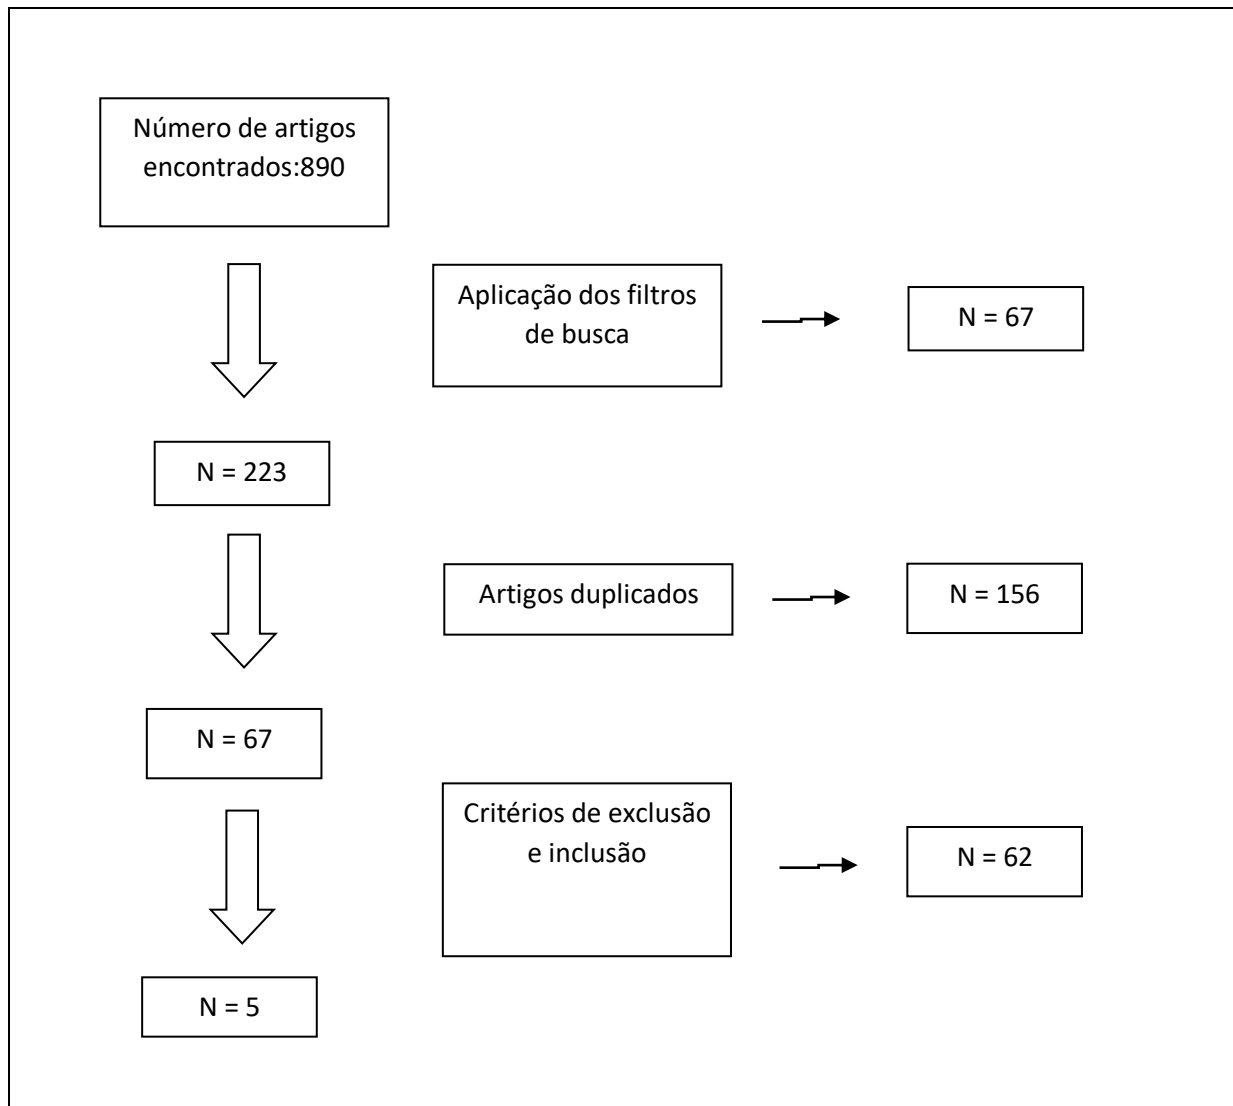 Número de artigos
encontrados:890
Aplicação dos filtros
de busca
N = 67
N = 223
Artigos duplicados
N = 156
N = 67
Critérios de exclusão
e inclusão
N = 62
N = 5